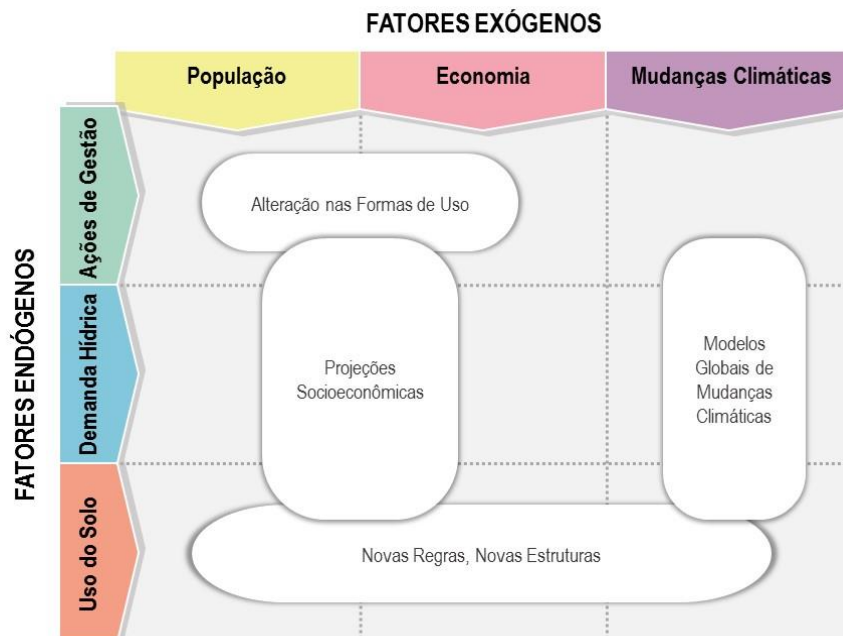 FATORES EXÓGENOS
População
Economia
Mudanças Climáticas
FATORES ENDÓGENOS
Ações de Gestão
Demanda Hídrica
Uso do Solo
Alteração nas Formas de Uso
Projeções
Socioeconômicas
Modelos
Globais de
Mudanças
Climáticas
Novas Regras, Novas Estruturas